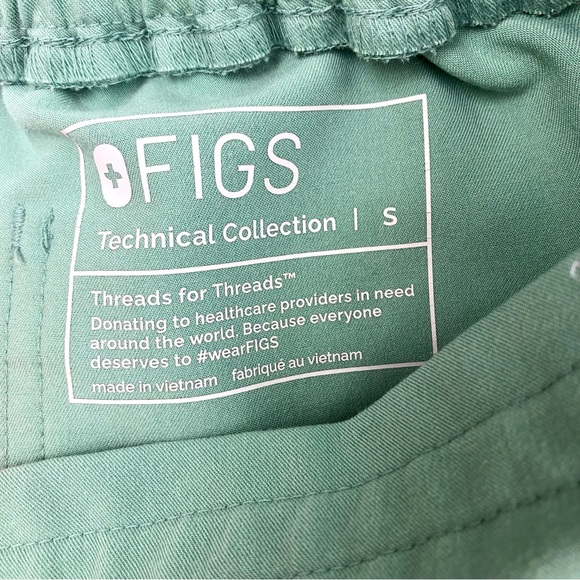 FIGS
Technical Collection | S
Threads for Threads™
Donating to healthcare providers in need
around the world. Because everyone
deserves to #wearFIGS
made in vietnam fabriqué au vietnam